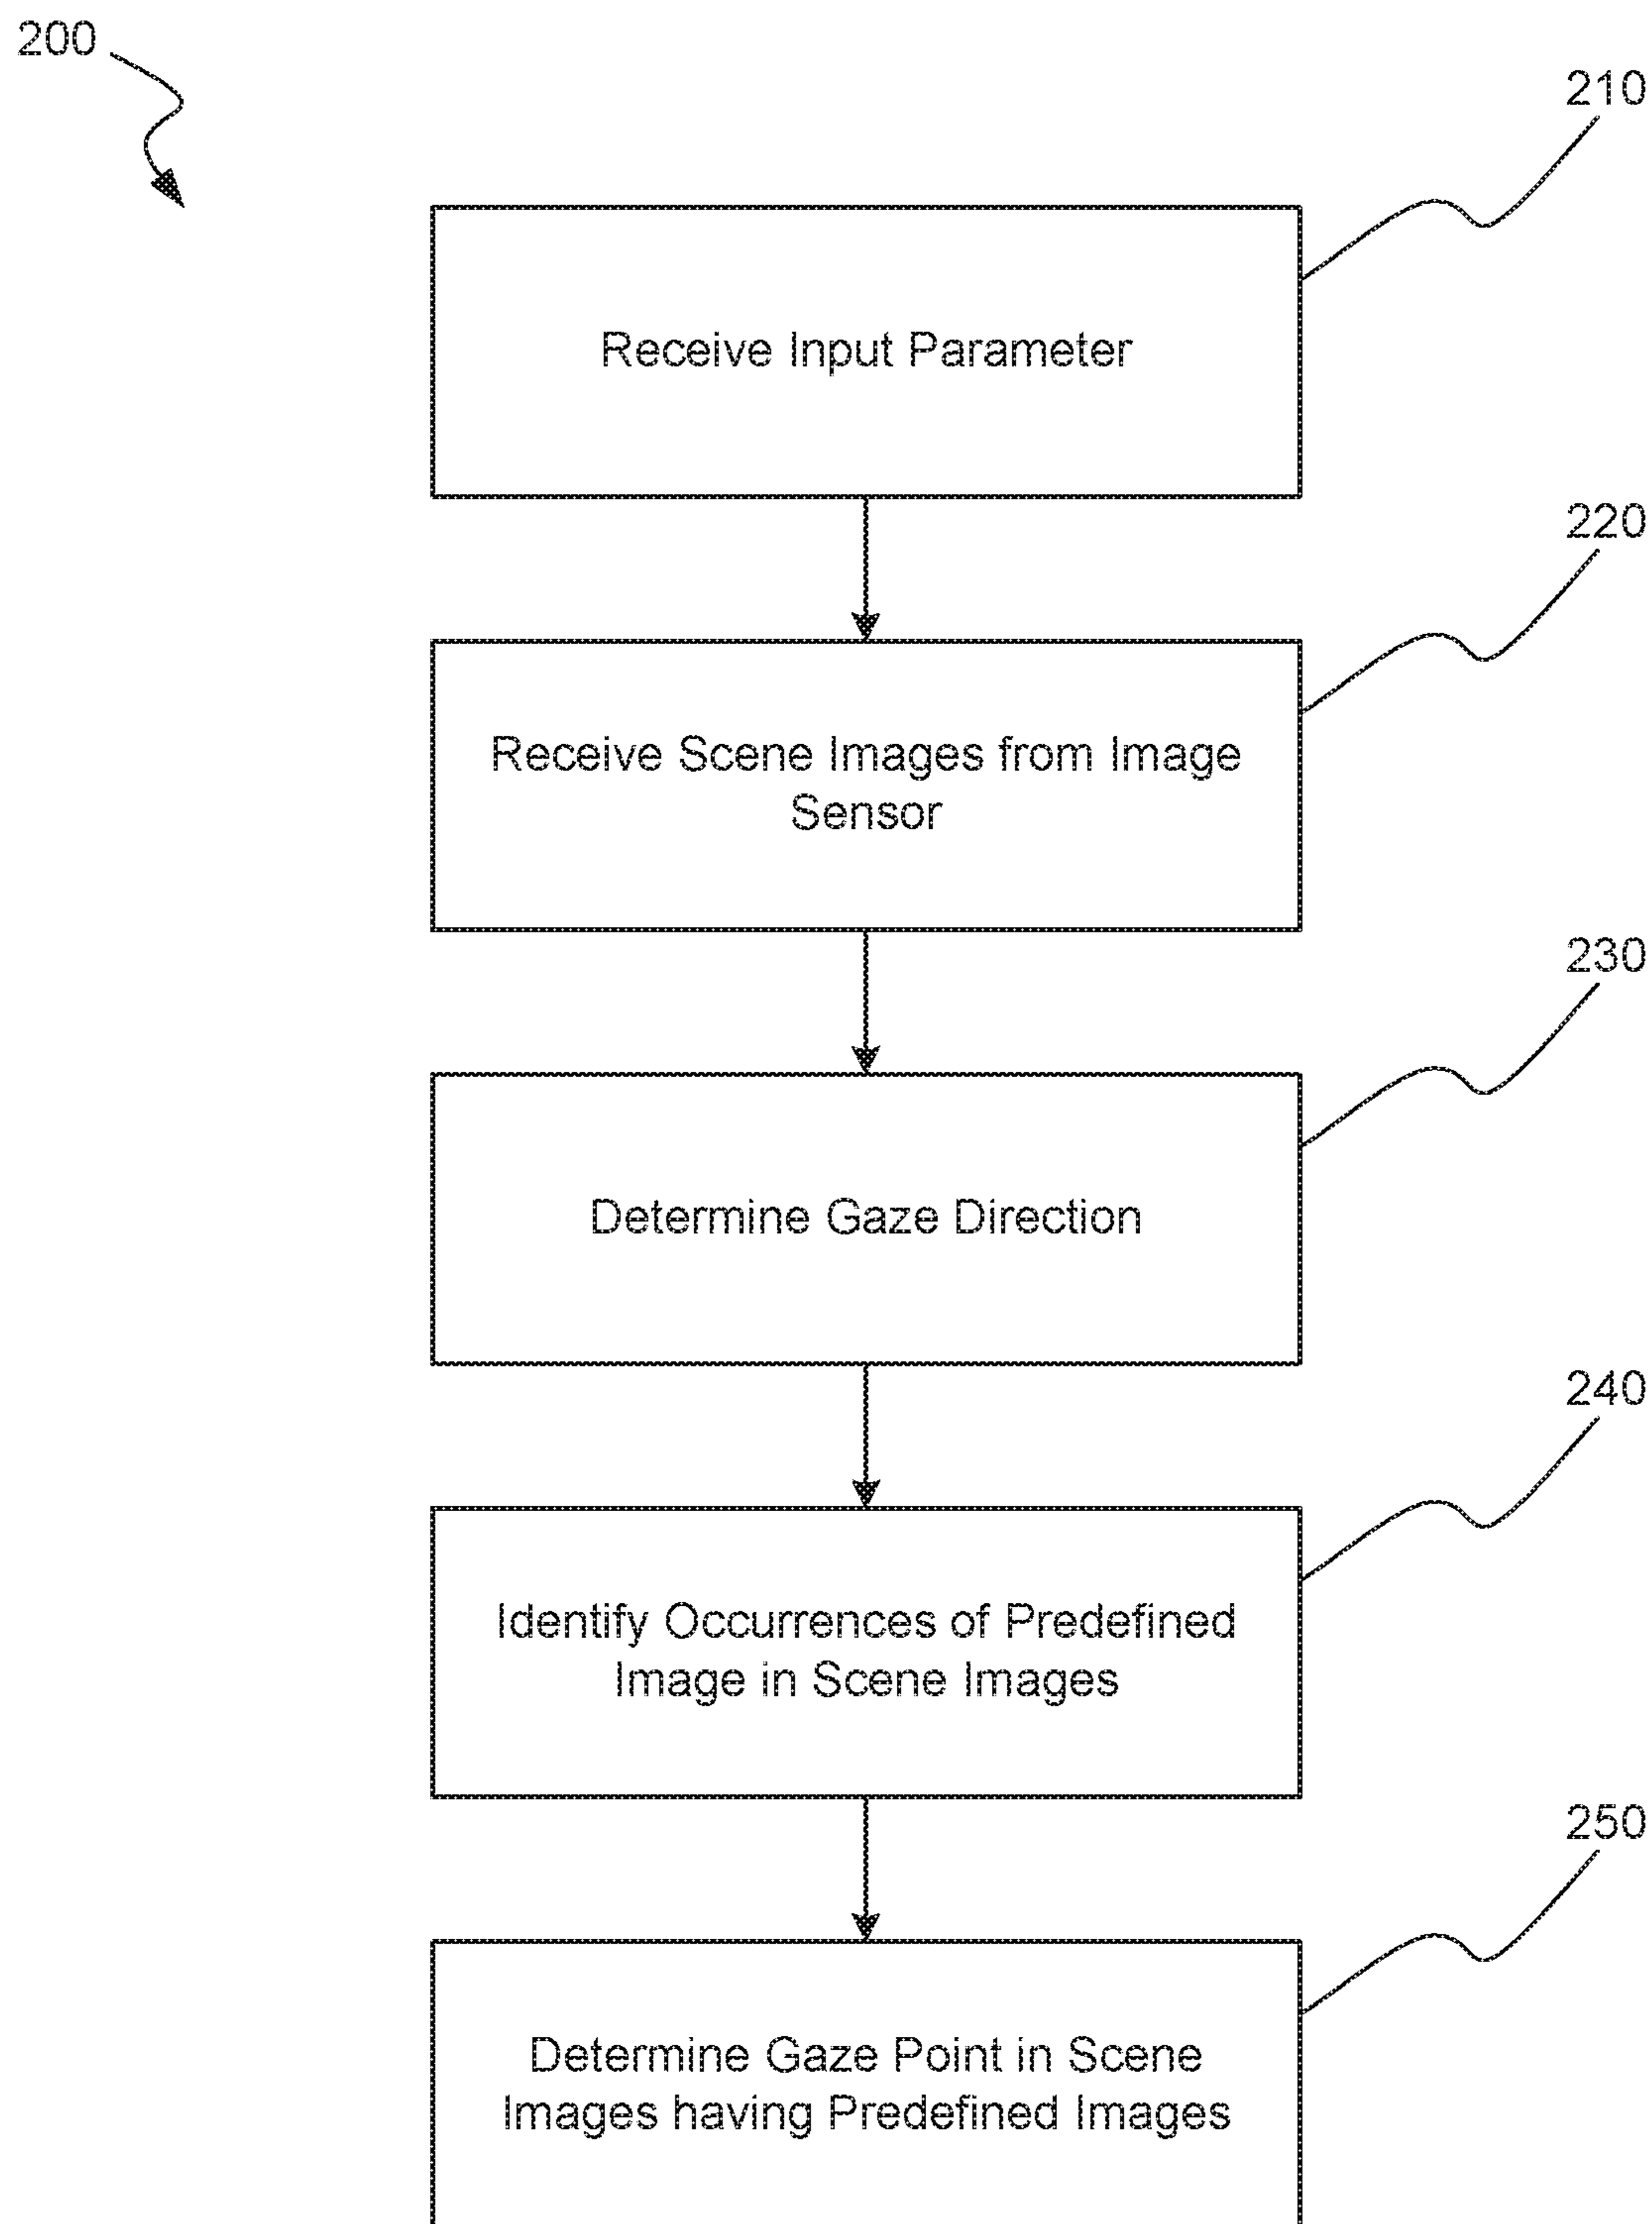 200
210
Receive Input Parameter
220
Receive Scene Images from Image
Sensor
230
Determine Gaze Direction
240
Identify Occurrences of Predefined
Image in Scene Images
250
Determine Gaze Point in Scene
Images having Predefined Images